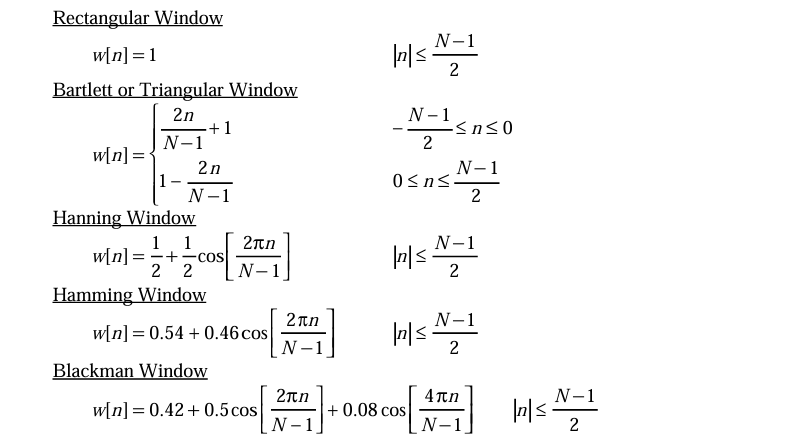 Rectangular Window
w[n] = 1    |n| ≤ (N−1)/2
Bartlett or Triangular Window
w[n] = { 2n/(N−1) + 1    −(N−1)/2 ≤ n ≤ 0
1 − 2n/(N−1)    0 ≤ n ≤ (N−1)/2
Hanning Window
w[n] = 1/2 + 1/2 cos[2πn/(N−1)]    |n| ≤ (N−1)/2
Hamming Window
w[n] = 0.54 + 0.46 cos[2πn/(N−1)]    |n| ≤ (N−1)/2
Blackman Window
w[n] = 0.42 + 0.5 cos[2πn/(N−1)] + 0.08 cos[4πn/(N−1)]    |n| ≤ (N−1)/2